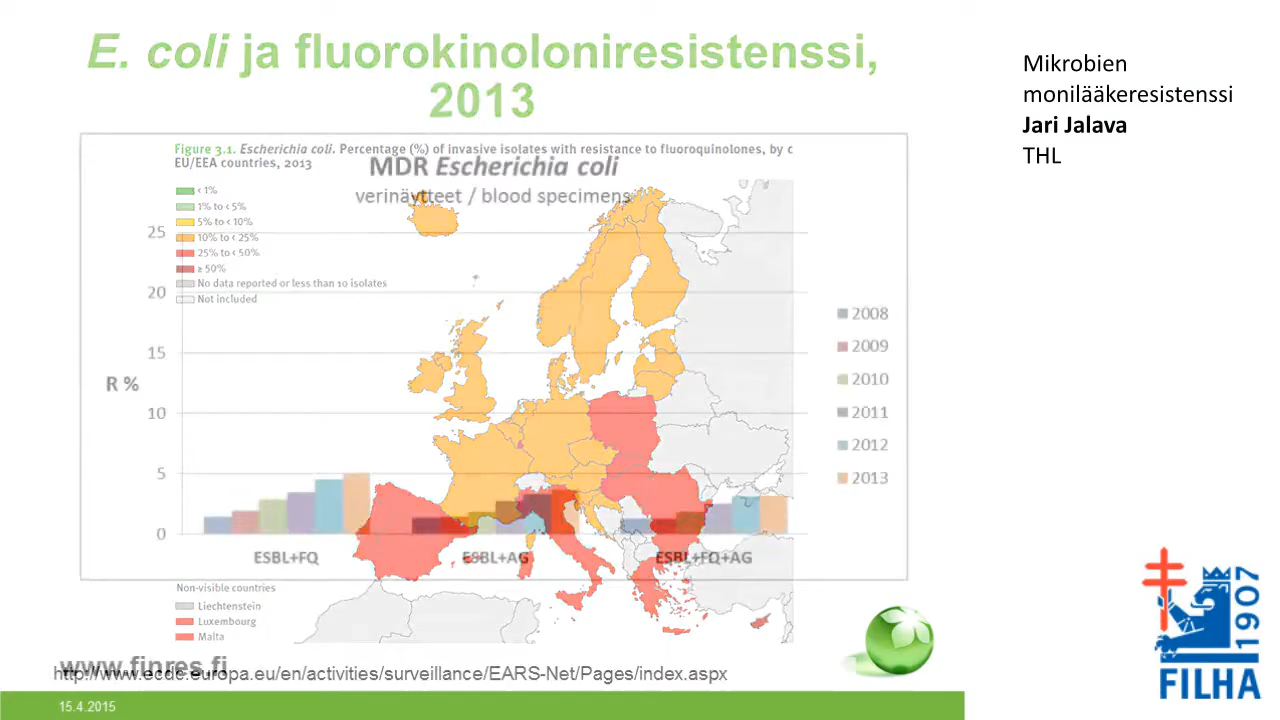 E. coli ja fluorokinoloniresistenssi,
2013
Mikrobien
monilääkeresistenssi
Jari Jalava
THL
Figure 3.1. Escherichia coli. Percentage (%) of invasive isolates with resistance to fluoroquinolones, by c
EU/EEA countries, 2013
MDR Escherichia coli
verinäytteet / blood specimens
< 1%
1% to < 5%
5% to < 10%
10% to < 25%
25% to < 50%
≥ 50%
No data reported or less than 10 isolates
Not included
25
20
15
R %
10
5
0
2008
2009
2010
2011
2012
2013
ESBL+FQ
ESBL+AG
ESBL+FQ+AG
Non-visible countries
Liechtenstein
Luxembourg
Malta
www.finres.fi
http://www.ecdc.europa.eu/en/activities/surveillance/EARS-Net/Pages/index.aspx
15.4.2015
1907
FILHA